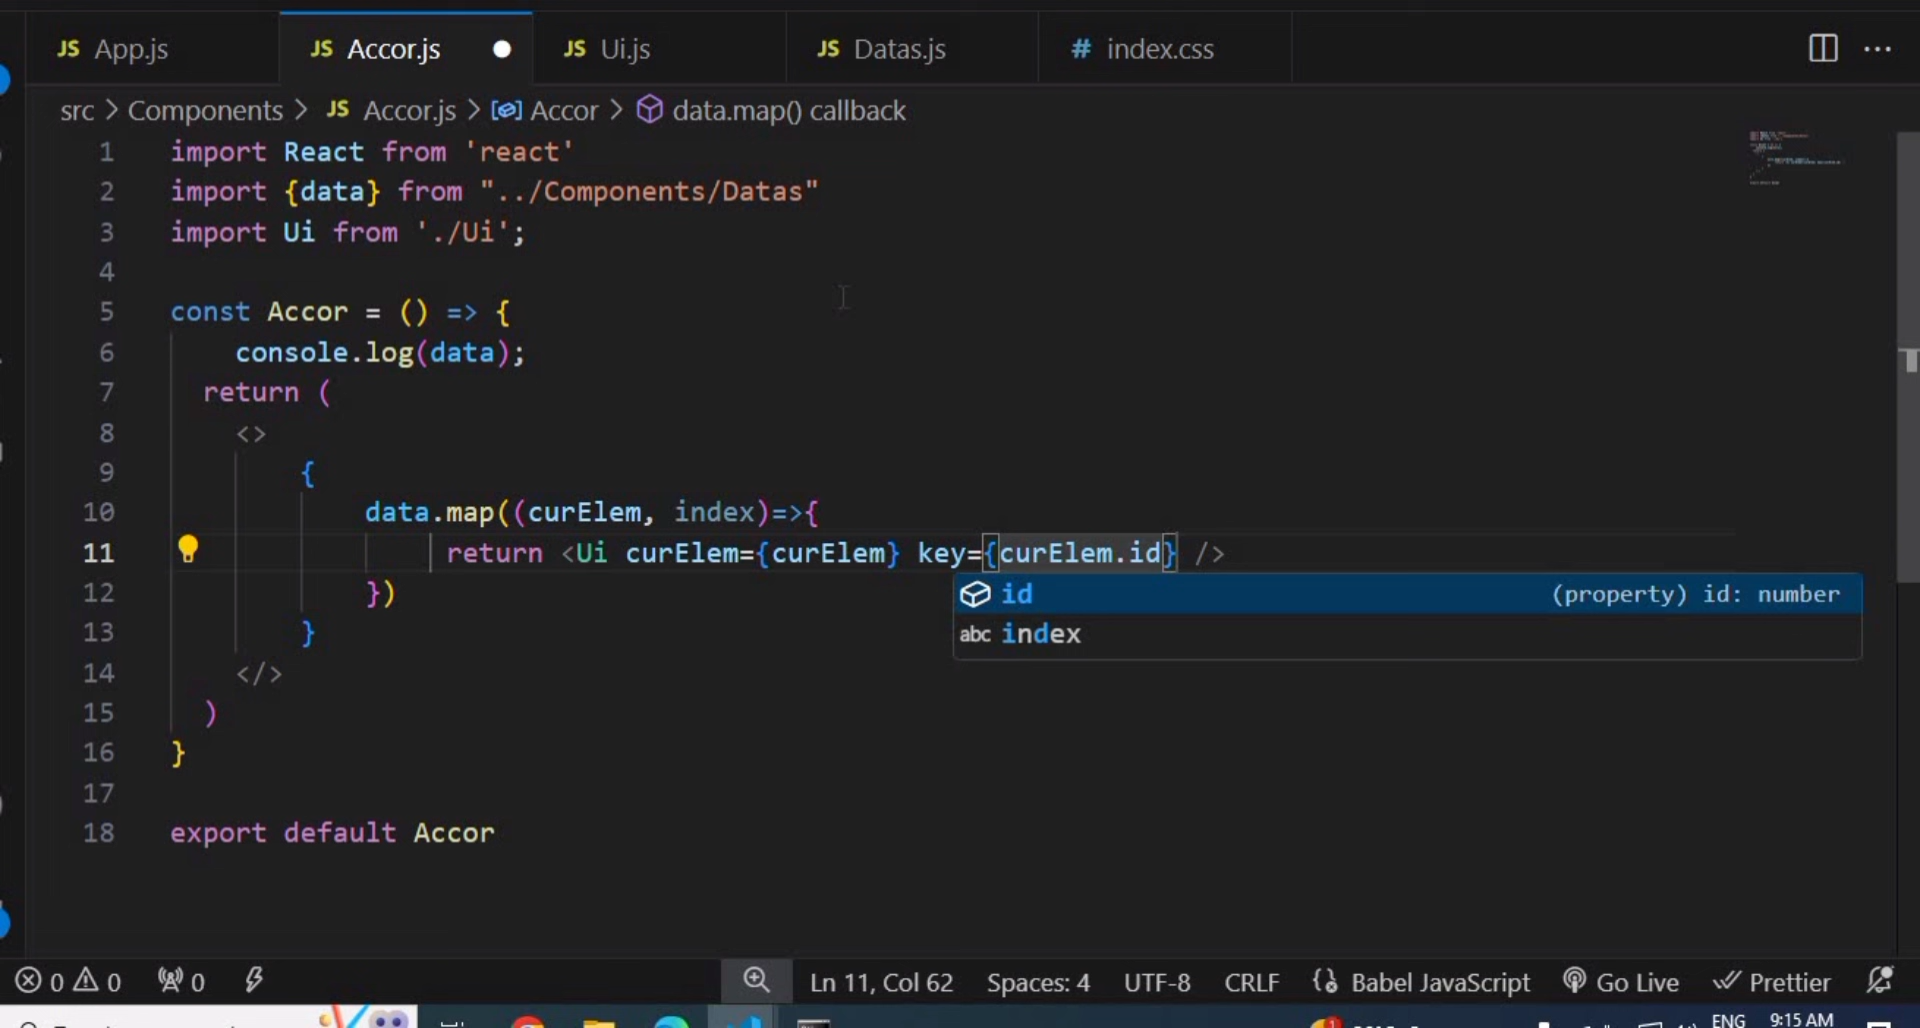 JS App.js JS Accor.js JS Ui.js JS Datas.js # index.css
src > Components > JS Accor.js > Accor > data.map() callback
1 import React from 'react'
2 import {data} from "../Components/Datas"
3 import Ui from './Ui';
4
5 const Accor = () => {
6 console.log(data);
7 return (
8 <>
9 {
10 data.map((curElem, index)=>{
11 return <Ui curElem={curElem} key={curElem.id} />
id (property) id: number
12 })
abc index
13 }
14 </>
15 )
16 }
17
18 export default Accor
0 0 0 Ln 11, Col 62 Spaces: 4 UTF-8 CRLF Babel JavaScript Go Live Prettier
ENG 9:15 AM